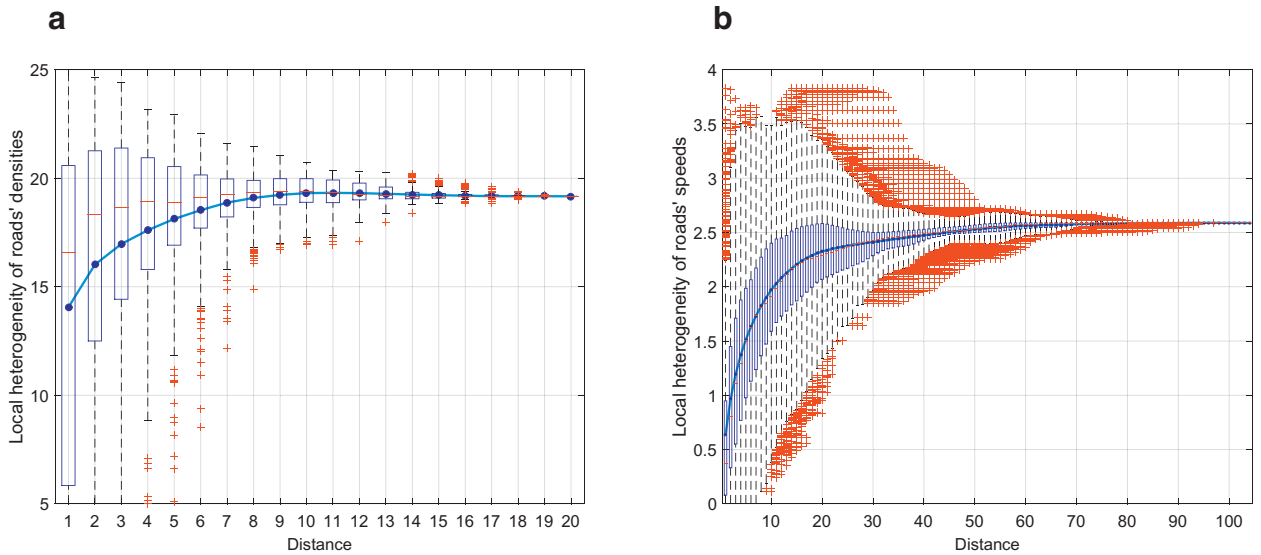 a
b
Local heterogeneity of roads' densities
25
20
15
10
5
1 2 3 4 5 6 7 8 9 10 11 12 13 14 15 16 17 18 19 20
Distance
Local heterogeneity of roads' speeds
4
3.5
3
2.5
2
1.5
1
0.5
0
10 20 30 40 50 60 70 80 90 100
Distance